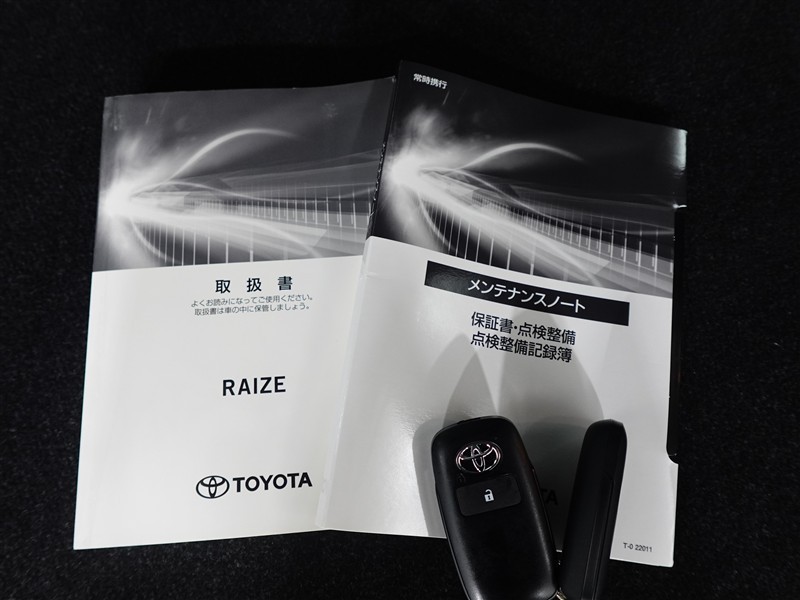 取扱書
よくお読みになってご使用ください。
取扱書は車の中に保管しましょう。
RAIZE
TOYOTA
常時携行
メンテナンスノート
保証書・点検整備
点検整備記録簿
T-0 22011